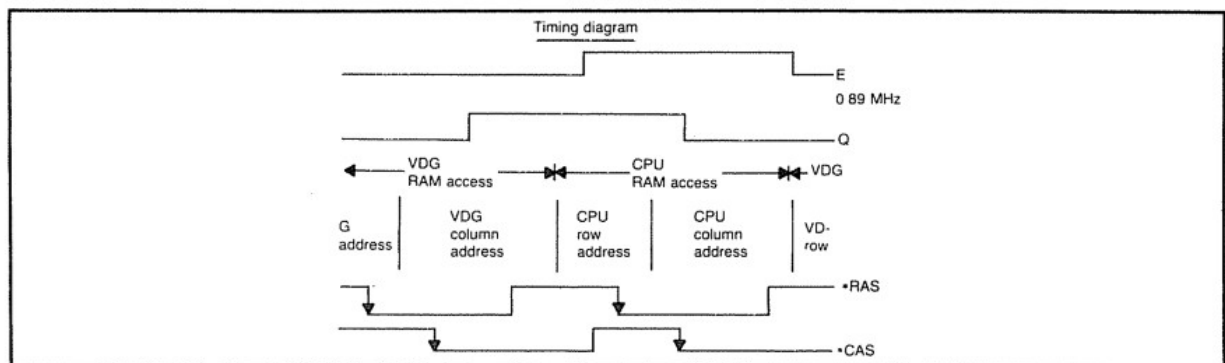 Timing diagram
E
0 89 MHz
Q
VDG
RAM access
CPU
RAM access
VDG
G
address
VDG
column
address
CPU
row
address
CPU
column
address
VD-
row
*RAS
*CAS